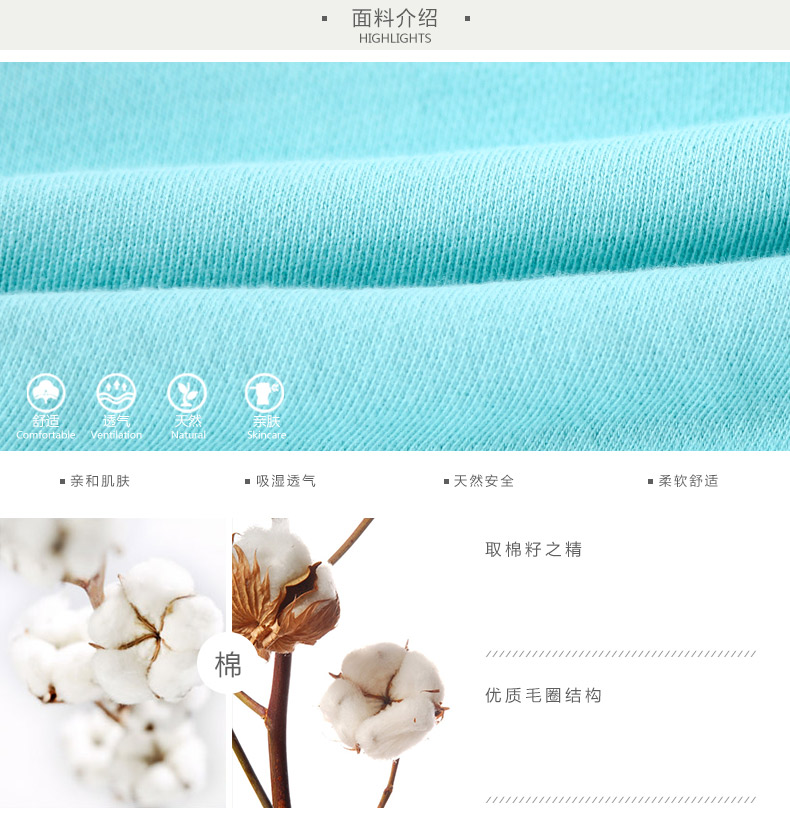 面料介绍
HIGHLIGHTS
舒适 透气 天然 亲肤
Comfortable Ventilation Natural Skincare
亲和肌肤 吸湿透气 天然安全 柔软舒适
取棉籽之精
棉
优质毛圈结构